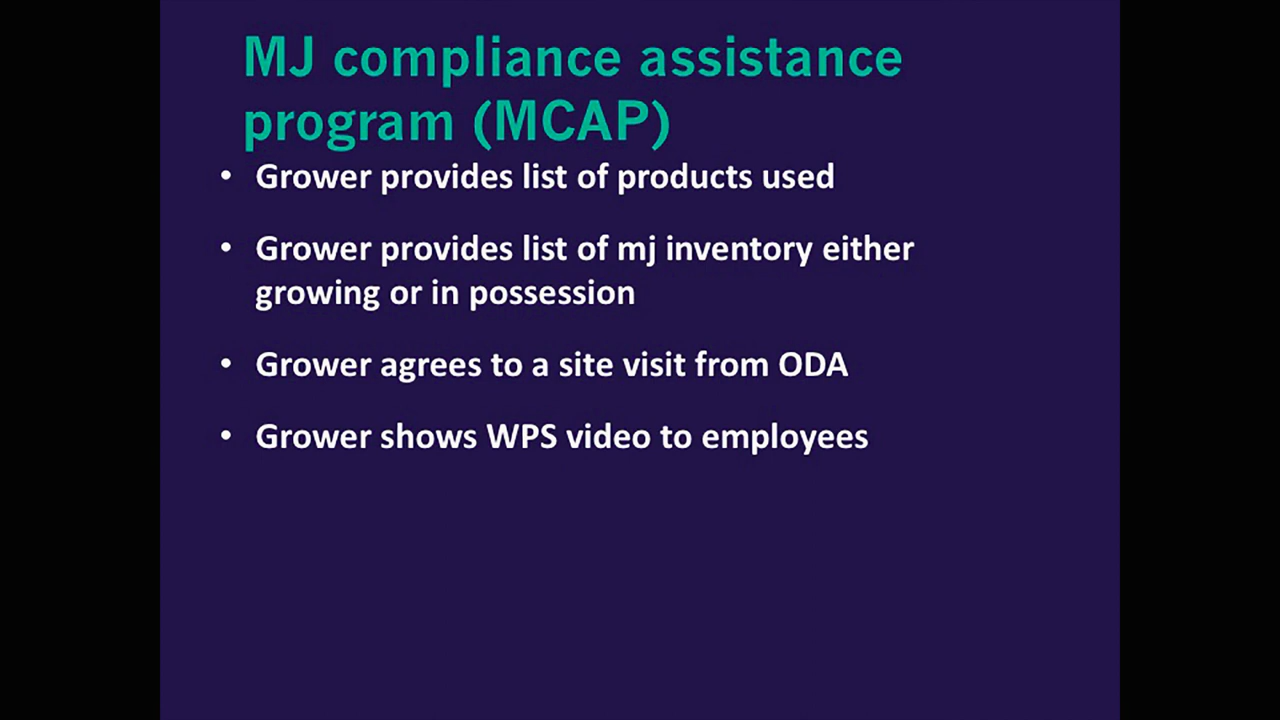 MJ compliance assistance
program (MCAP)
• Grower provides list of products used
• Grower provides list of mj inventory either
growing or in possession
• Grower agrees to a site visit from ODA
• Grower shows WPS video to employees